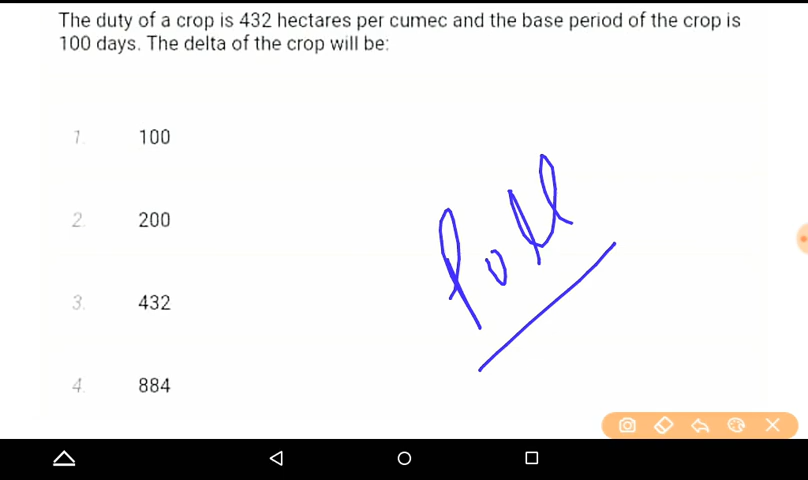 The duty of a crop is 432 hectares per cumec and the base period of the crop is
100 days. The delta of the crop will be:
1. 100
2. 200
3. 432
4. 884
Poll